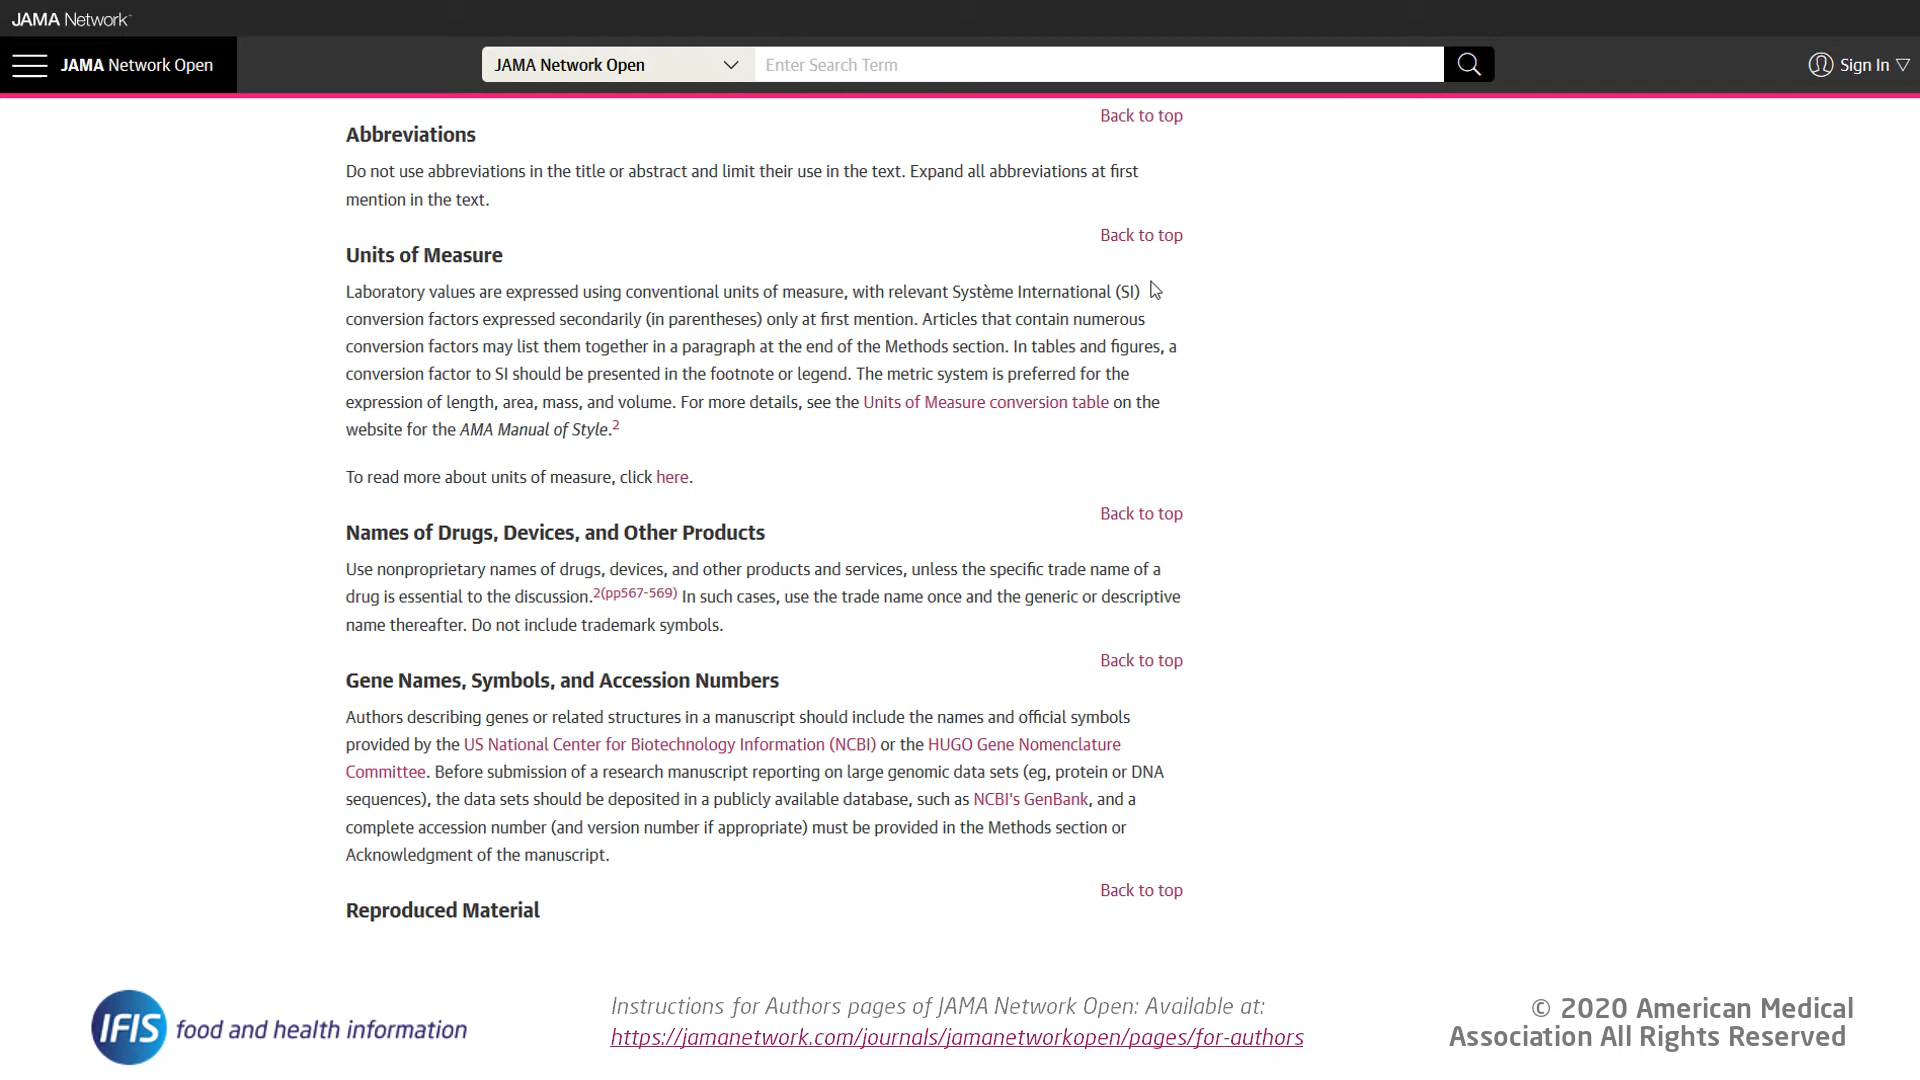 JAMA Network™
JAMA Network Open
JAMA Network Open
Enter Search Term
Sign In
Back to top
Abbreviations
Do not use abbreviations in the title or abstract and limit their use in the text. Expand all abbreviations at first
mention in the text.
Back to top
Units of Measure
Laboratory values are expressed using conventional units of measure, with relevant Système International (SI)
conversion factors expressed secondarily (in parentheses) only at first mention. Articles that contain numerous
conversion factors may list them together in a paragraph at the end of the Methods section. In tables and figures, a
conversion factor to SI should be presented in the footnote or legend. The metric system is preferred for the
expression of length, area, mass, and volume. For more details, see the Units of Measure conversion table on the
website for the AMA Manual of Style.2
To read more about units of measure, click here.
Back to top
Names of Drugs, Devices, and Other Products
Use nonproprietary names of drugs, devices, and other products and services, unless the specific trade name of a
drug is essential to the discussion.2(pp567-569) In such cases, use the trade name once and the generic or descriptive
name thereafter. Do not include trademark symbols.
Back to top
Gene Names, Symbols, and Accession Numbers
Authors describing genes or related structures in a manuscript should include the names and official symbols
provided by the US National Center for Biotechnology Information (NCBI) or the HUGO Gene Nomenclature
Committee. Before submission of a research manuscript reporting on large genomic data sets (eg, protein or DNA
sequences), the data sets should be deposited in a publicly available database, such as NCBI's GenBank, and a
complete accession number (and version number if appropriate) must be provided in the Methods section or
Acknowledgment of the manuscript.
Back to top
Reproduced Material
IFIS food and health information
Instructions for Authors pages of JAMA Network Open: Available at:
https://jamanetwork.com/journals/jamanetworkopen/pages/for-authors
© 2020 American Medical
Association All Rights Reserved